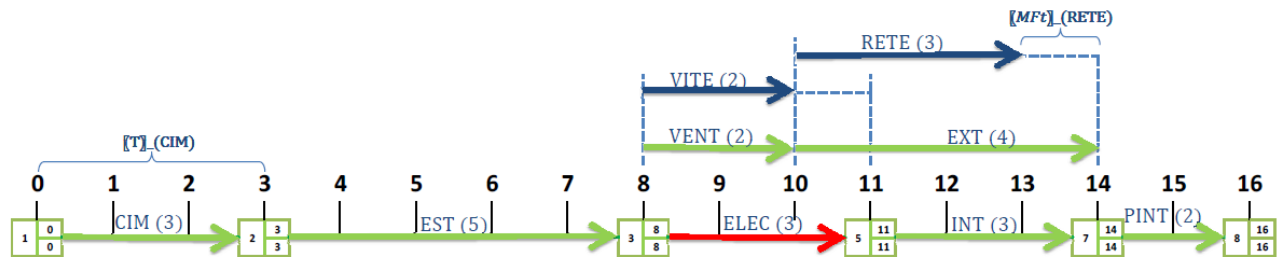 ⟦MFt⟧_(RETE)
RETE (3)
VITE (2)
⟦T⟧_(CIM)
VENT (2)
EXT (4)
0 1 2 3 4 5 6 7 8 9 10 11 12 13 14 15 16
CIM (3)
EST (5)
ELEC (3)
INT (3)
PINT (2)
1 0 0
2 3 3
3 8 8
5 11 11
7 14 14
8 16 16